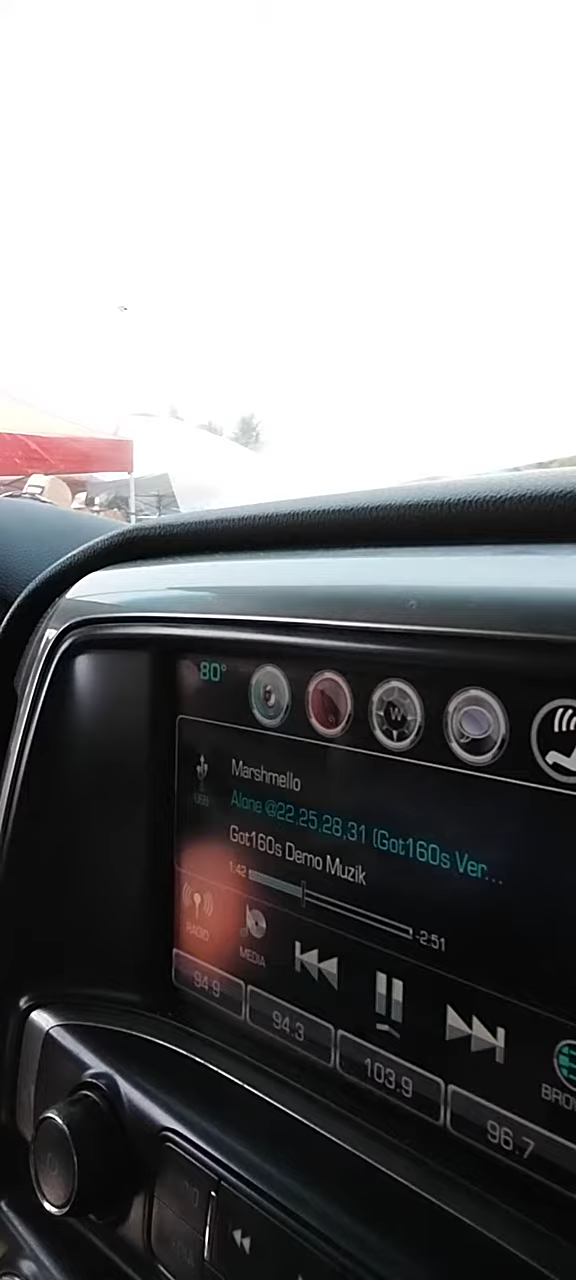 80°
W
Marshmello
USB
Alone @22,25,28,31 (Got160s Ver...
Got160s Demo Muzik
1:42
-2:51
RADIO
MEDIA
94.9
94.3
103.9
96.7